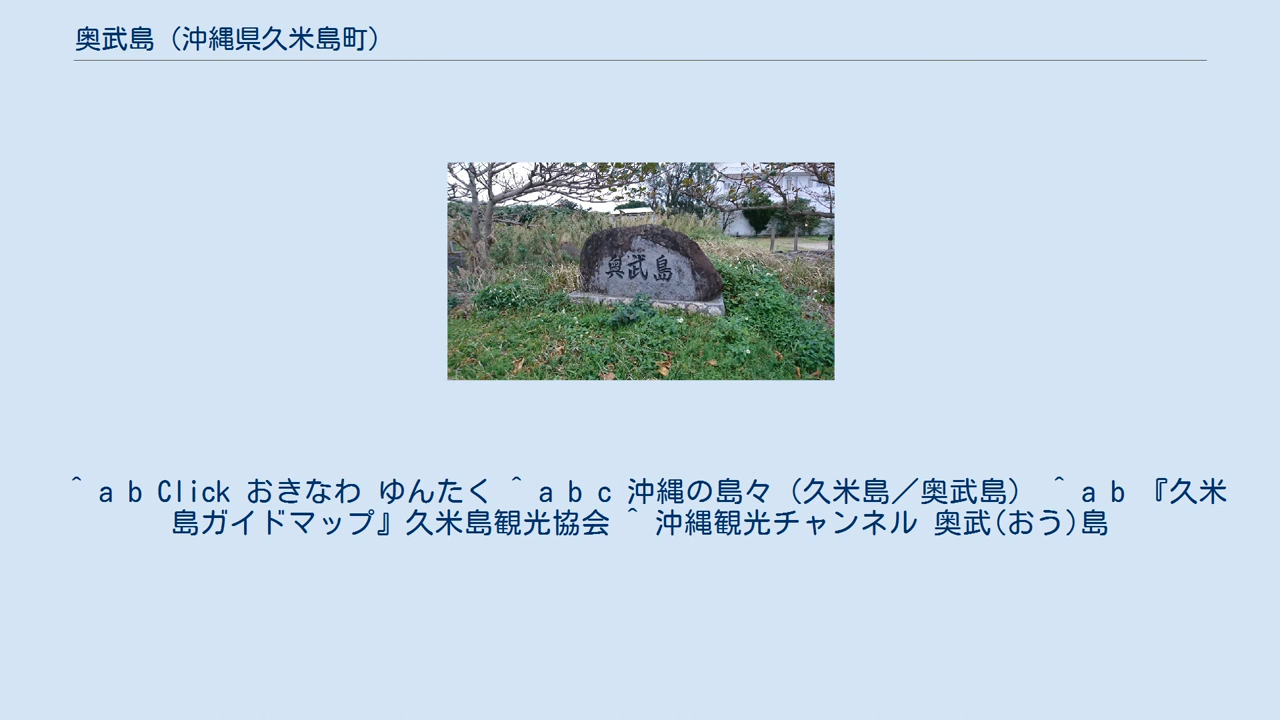 奥武島（沖縄県久米島町）
奥武島
^ a b Click おきなわ ゆんたく ^ a b c 沖縄の島々（久米島／奥武島） ^ a b 『久米
島ガイドマップ』久米島観光協会 ^ 沖縄観光チャンネル 奥武(おう)島